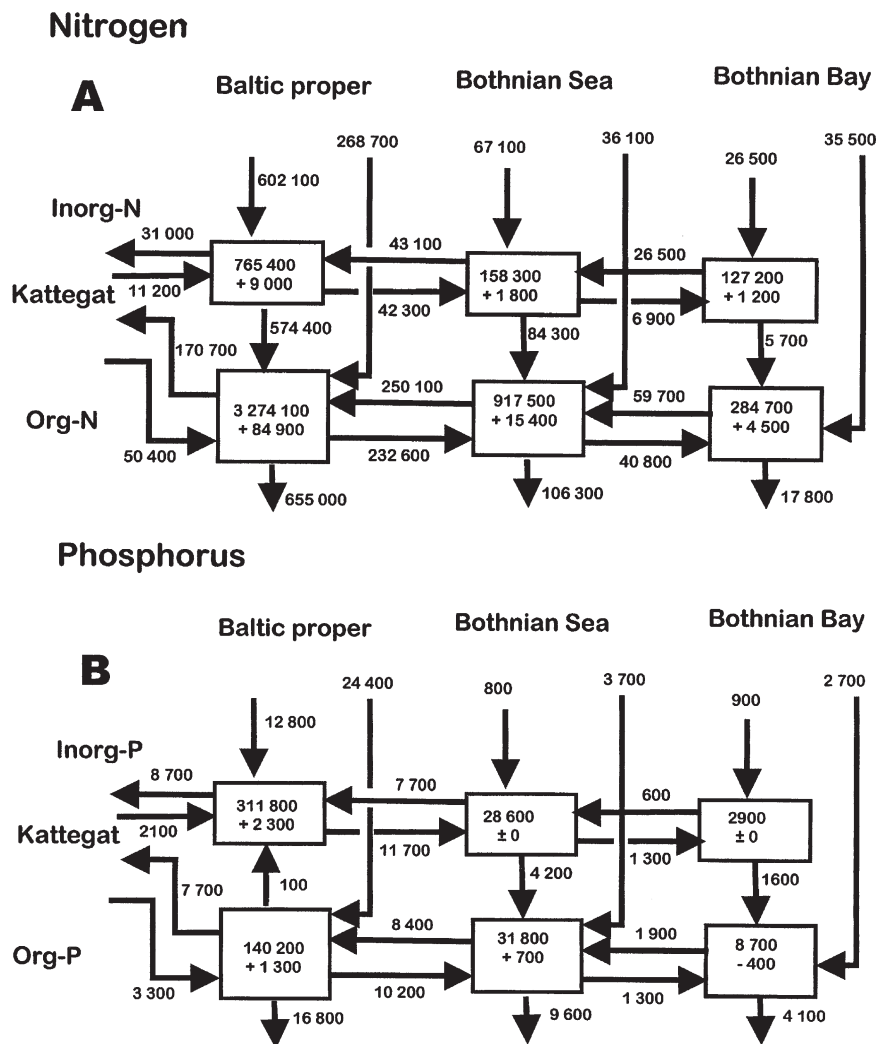 Nitrogen
A
Baltic proper
Bothnian Sea
Bothnian Bay
268 700
67 100
36 100
26 500
35 500
602 100
Inorg-N
31 000
43 100
26 500
765 400
+ 9 000
158 300
+ 1 800
127 200
+ 1 200
Kattegat
11 200
42 300
6 900
574 400
84 300
5 700
170 700
250 100
59 700
Org-N
3 274 100
+ 84 900
917 500
+ 15 400
284 700
+ 4 500
50 400
232 600
40 800
655 000
106 300
17 800
Phosphorus
B
Baltic proper
Bothnian Sea
Bothnian Bay
24 400
800
3 700
900
2 700
12 800
Inorg-P
8 700
7 700
600
311 800
+ 2 300
28 600
± 0
2900
± 0
Kattegat
2100
11 700
1 300
7 700
100
4 200
1600
8 400
1 900
Org-P
140 200
+ 1 300
31 800
+ 700
8 700
- 400
3 300
10 200
1 300
16 800
9 600
4 100